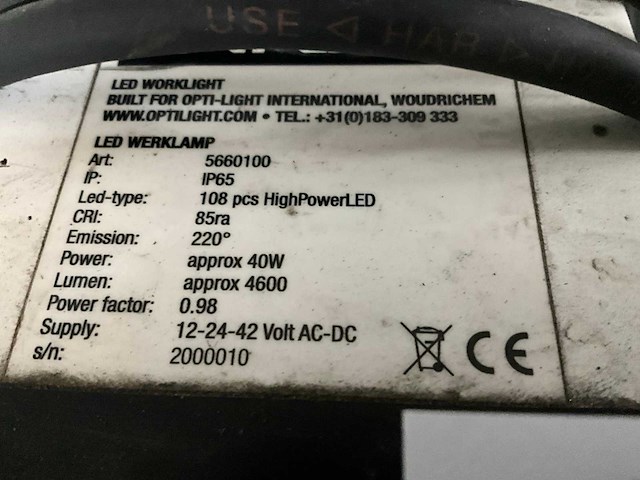 USE ◁ HAR ▷
LED WORKLIGHT
BUILT FOR OPTI-LIGHT INTERNATIONAL, WOUDRICHEM
WWW.OPTILIGHT.COM • TEL.: +31(0)183-309 333
LED WERKLAMP
Art: 5660100
IP: IP65
Led-type: 108 pcs HighPowerLED
CRI: 85ra
Emission: 220°
Power: approx 40W
Lumen: approx 4600
Power factor: 0.98
Supply: 12-24-42 Volt AC-DC
s/n: 2000010
CE